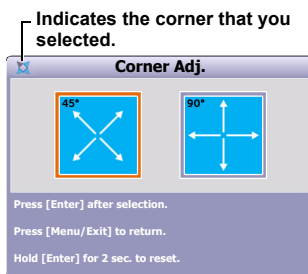 Indicates the corner that you
selected.
Corner Adj.
45°
90°
Press [Enter] after selection.
Press [Menu/Exit] to return.
Hold [Enter] for 2 sec. to reset.